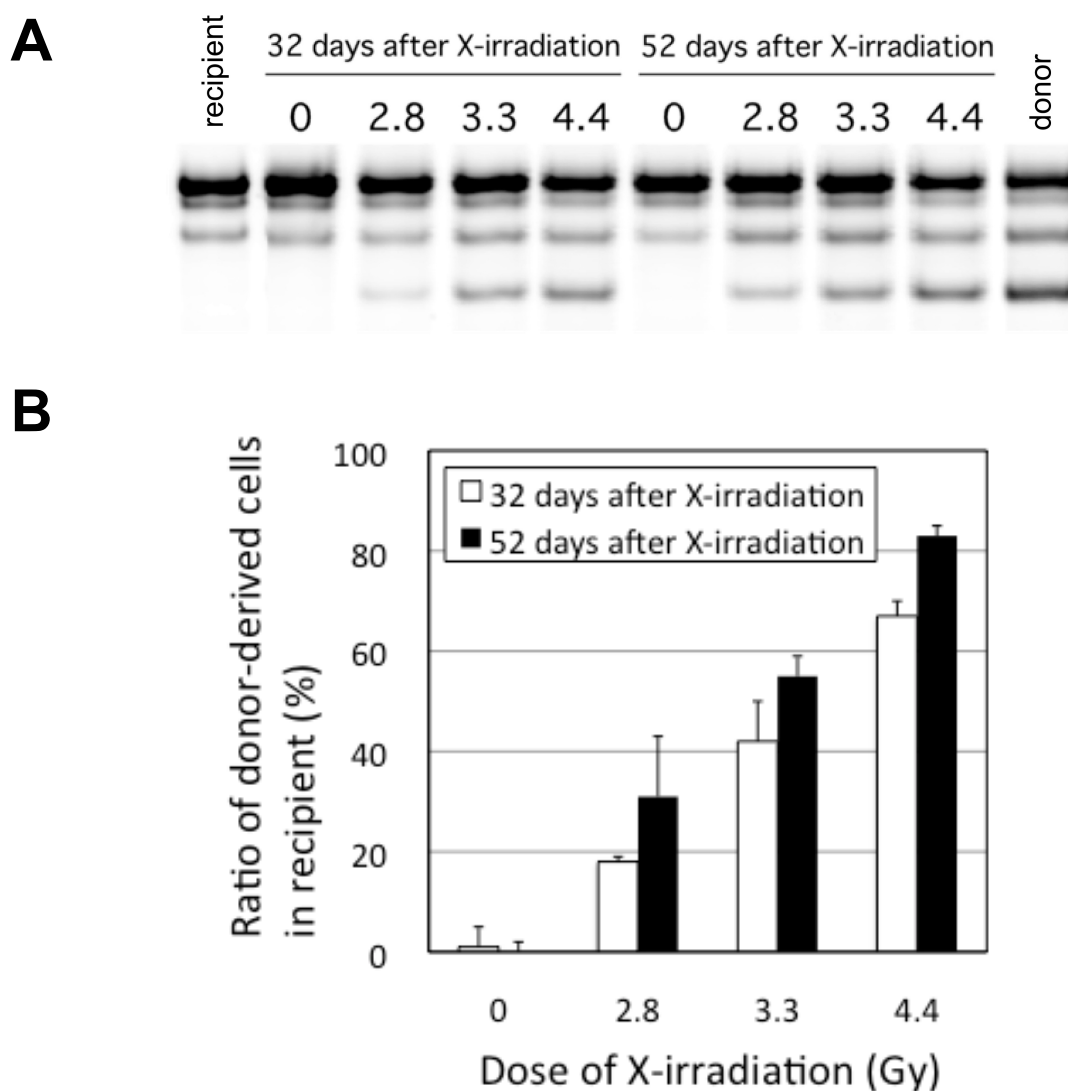 A
recipient
32 days after X-irradiation
52 days after X-irradiation
donor
0 2.8 3.3 4.4 0 2.8 3.3 4.4
B
Ratio of donor-derived cells
in recipient (%)
100
80
60
40
20
0
32 days after X-irradiation
52 days after X-irradiation
0 2.8 3.3 4.4
Dose of X-irradiation (Gy)